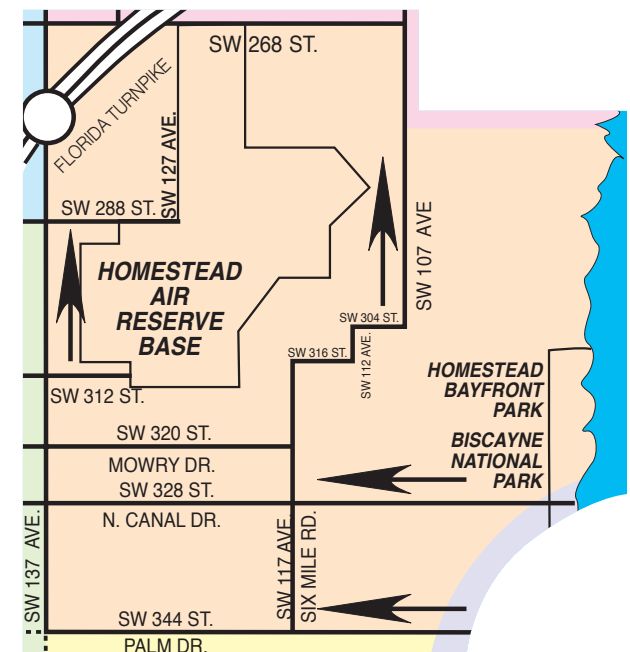 SW 268 ST.
FLORIDA TURNPIKE
SW 127 AVE.
SW 288 ST.
SW 107 AVE
HOMESTEAD
AIR
RESERVE
BASE
SW 304 ST.
SW 316 ST.
SW 112 AVE.
SW 312 ST.
HOMESTEAD
BAYFRONT
PARK
BISCAYNE
NATIONAL
PARK
SW 320 ST.
MOWRY DR.
SW 328 ST.
N. CANAL DR.
SW 137 AVE.
SW 117 AVE.
SIX MILE RD.
SW 344 ST.
PALM DR.